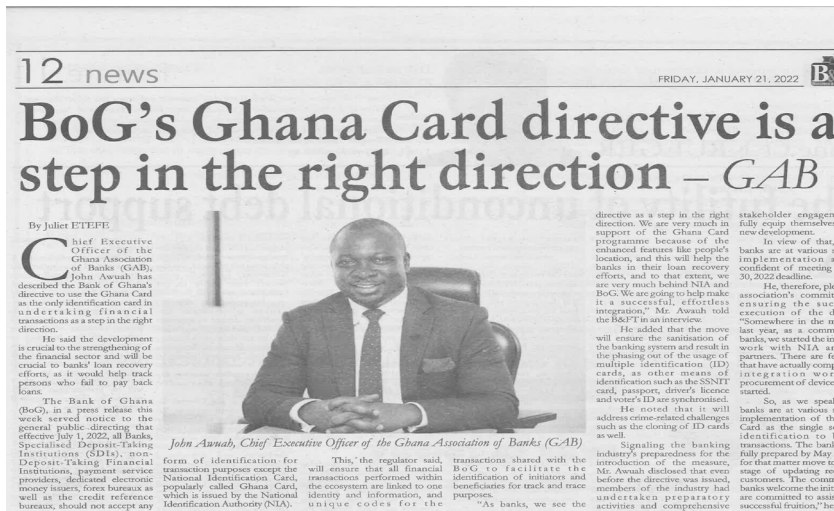 12 news
FRIDAY, JANUARY 21, 2022
BoG's Ghana Card directive is a
step in the right direction – GAB
By Juliet ETEFE
Chief Executive
Officer of the
Ghana Association
of Banks (GAB),
John Awuah has
described the Bank of Ghana's
directive to use the Ghana Card
as the only identification card in
undertaking financial
transactions as a step in the right
direction.
He said the development
is crucial to the strengthening of
the financial sector and will be
crucial to banks' loan recovery
efforts, as it would help track
persons who fail to pay back
loans.
The Bank of Ghana
(BoG), in a press release this
week served notice to the
general public directing that
effective July 1, 2022, all Banks,
Specialised Deposit-Taking
Institutions (SDIs), non-
Deposit-Taking Financial
Institutions, payment service
providers, dedicated electronic
money issuers, forex bureaux as
well as the credit reference
bureaux, should not accept any
John Awuah, Chief Executive Officer of the Ghana Association of Banks (GAB)
form of identification for
transaction purposes except the
National Identification Card,
popularly called Ghana Card,
which is issued by the National
Identification Authority (NIA).
This, the regulator said,
will ensure that all financial
transactions performed within
the ecosystem are linked to one
identity and information, and
unique codes for the
transactions shared with the
BoG to facilitate the
identification of initiators and
beneficiaries for track and trace
purposes.
"As banks, we see the
directive as a step in the right
direction. We are very much in
support of the Ghana Card
programme because of the
enhanced features like people's
location, and this will help the
banks in their loan recovery
efforts, and to that extent, we
are very much behind NIA and
BoG. We are going to help make
it a successful, effortless
integration," Mr. Awauh told
the B&FT in an interview.
He added that the move
will ensure the sanitisation of
the banking system and result in
the phasing out of the usage of
multiple identification (ID)
cards, as other means of
identification such as the SSNIT
card, passport, driver's licence
and voter's ID are synchronised.
He noted that it will
address crime-related challenges
such as the cloning of ID cards
as well.
Signaling the banking
industry's preparedness for the
introduction of the measure,
Mr. Awauh disclosed that even
before the directive was issued,
members of the industry had
undertaken preparatory
activities and comprehensive
stakeholder
fully equip themselves
new development.
In view of that,
banks are at various
implementation
confident of meeting
30, 2022 deadline.
He, therefore,
association's
ensuring the
execution of the
"Somewhere in the
last year, as a
banks, we started the
work with NIA
partners. There are
that have actually
integration
procurement of
started.
So, as we
banks are at various
implementation of
Card as the single
identification to
transactions. The
fully prepared by May
for that matter move
stage of updating
customers. The
banks welcome the
are committed to
successful fruition,"